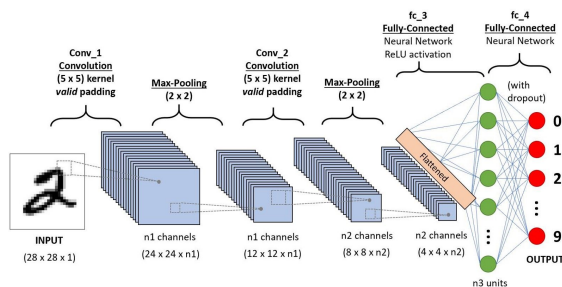 Conv_1
Convolution
(5 x 5) kernel
valid padding
Max-Pooling
(2 x 2)
Conv_2
Convolution
(5 x 5) kernel
valid padding
Max-Pooling
(2 x 2)
fc_3
Fully-Connected
Neural Network
ReLU activation
fc_4
Fully-Connected
Neural Network
(with
dropout)
Flattened
0
1
2
9
INPUT
(28 x 28 x 1)
n1 channels
(24 x 24 x n1)
n1 channels
(12 x 12 x n1)
n2 channels
(8 x 8 x n2)
n2 channels
(4 x 4 x n2)
n3 units
OUTPUT
2